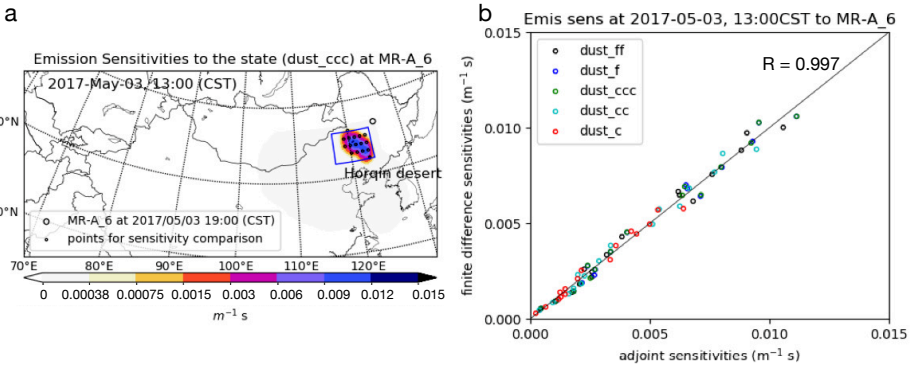 a
Emission Sensitivities to the state (dust_ccc) at MR-A_6
2017-May-03, 13:00 (CST)
0°N
0°N
Horqin desert
MR-A_6 at 2017/05/03 19:00 (CST)
points for sensitivity comparison
70°E 80°E 90°E 100°E 110°E 120°E 130°E
0 0.00038 0.00075 0.0015 0.003 0.006 0.009 0.012 0.015
m⁻¹ s
b
Emis sens at 2017-05-03, 13:00CST to MR-A_6
dust_ff
dust_f
dust_ccc
dust_cc
dust_c
R = 0.997
finite difference sensitivities (m⁻¹ s)
0.015
0.010
0.005
0.000
0.000 0.005 0.010 0.015
adjoint sensitivities (m⁻¹ s)